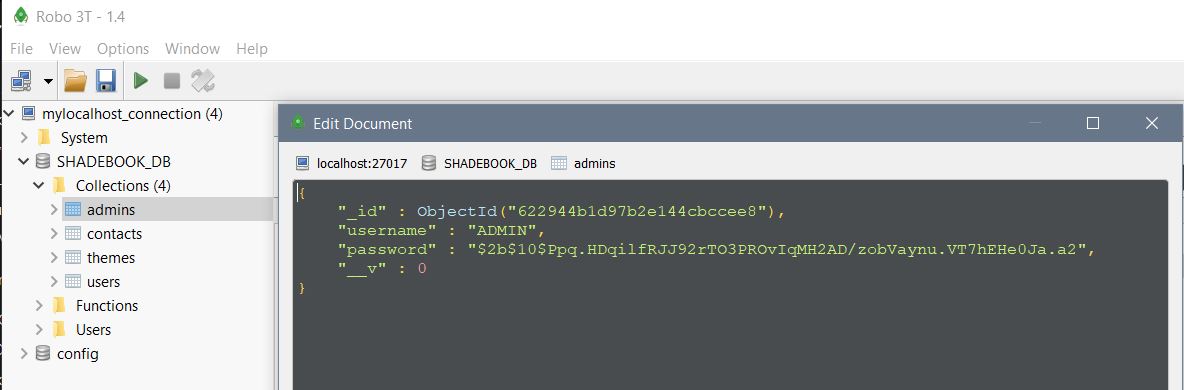 Robo 3T - 1.4
File View Options Window Help
mylocalhost_connection (4)
System
SHADEBOOK_DB
Collections (4)
admins
contacts
themes
users
Functions
Users
config
Edit Document
localhost:27017 SHADEBOOK_DB admins
{
"_id" : ObjectId("622944b1d97b2e144cbccee8"),
"username" : "ADMIN",
"password" : "$2b$10$Ppq.HDqilfRJJ92rTO3PROvIqMH2AD/zobVaynu.VT7hEHe0Ja.a2",
"__v" : 0
}